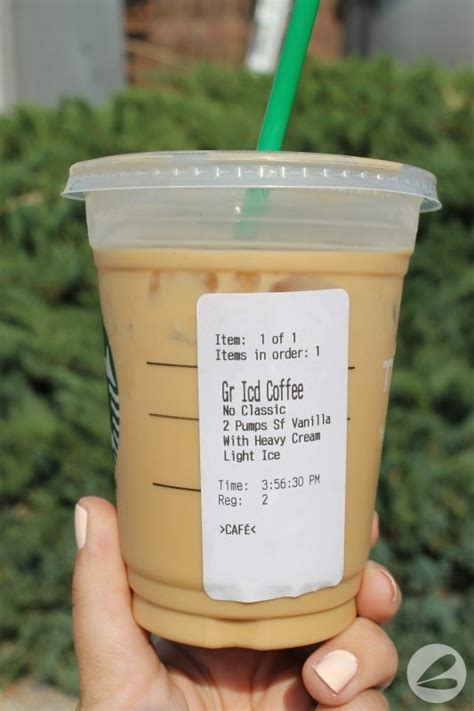 Item: 1 of 1
Items in order: 1
Gr Icd Coffee
No Classic
2 Pumps Sf Vanilla
With Heavy Cream
Light Ice
Time: 3:56:30 PM
Reg: 2
>CAFÉ<